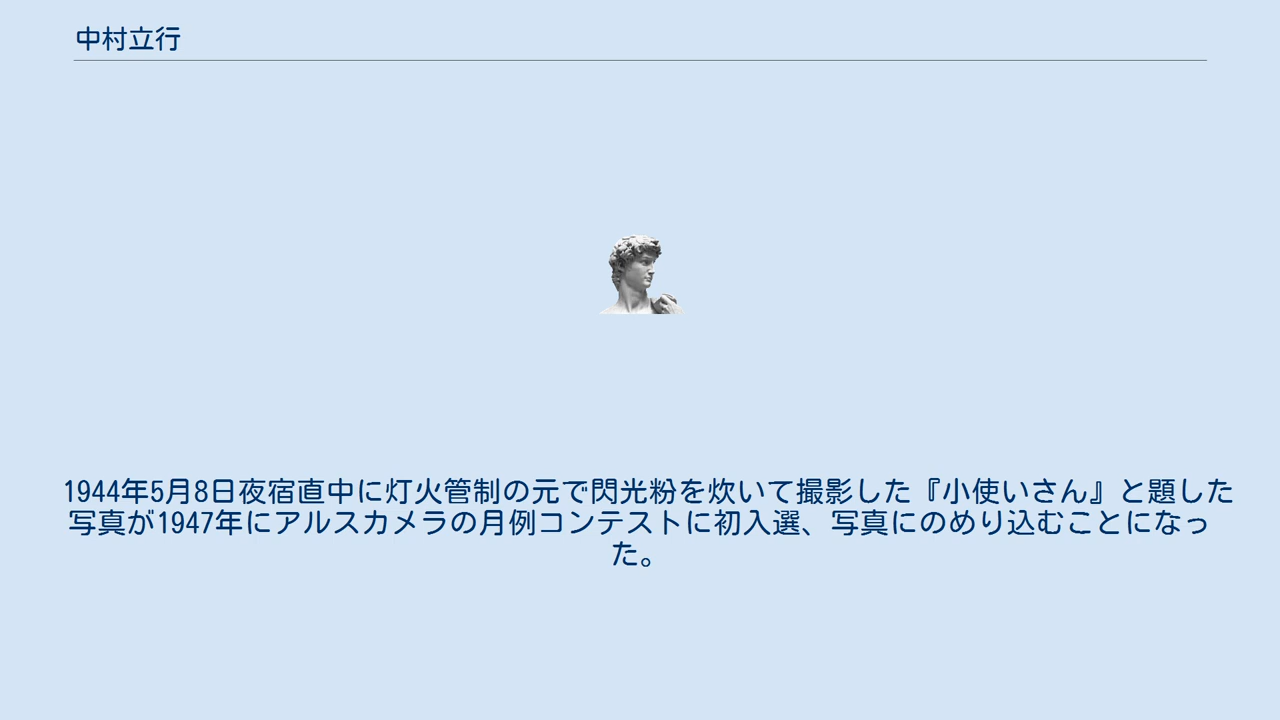 中村立行
1944年5月8日夜宿直中に灯火管制の元で閃光粉を炊いて撮影した『小使いさん』と題した
写真が1947年にアルスカメラの月例コンテストに初入選、写真にのめり込むことになっ
た。